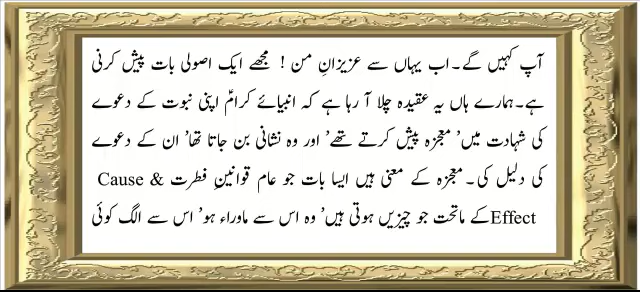 آپ کہیں گے۔اب یہاں سے عزیزانِ من ! مجھے ایک اصولی بات پیش کرنی
ہے۔ہمارے ہاں یہ عقیدہ چلا آ رہا ہے کہ انبیائے کرامؑ اپنی نبوت کے دعوے
کی شہادت میں’ معجزہ پیش کرتے تھے’ اور وہ نشانی بن جاتا تھا’ ان کے دعوے
کی دلیل کی۔معجزہ کے معنی ہیں ایسا بات جو عام قوانینِ فطرت Cause &
Effect کے ماتحت جو چیزیں ہوتی ہیں’ وہ اس سے ماوراء ہو’ اس سے الگ کوئی